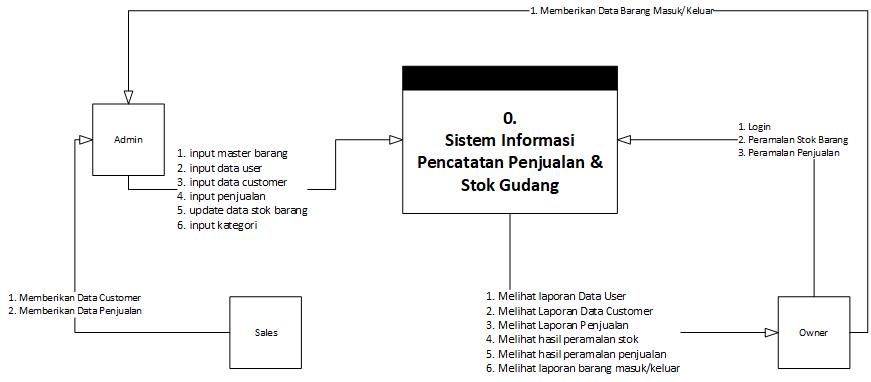 1. Memberikan Data Barang Masuk/Keluar
Admin
0.
Sistem Informasi
Pencatatan Penjualan &
Stok Gudang
1. Login
2. Peramalan Stok Barang
3. Peramalan Penjualan
1. input master barang
2. input data user
3. input data customer
4. input penjualan
5. update data stok barang
6. input kategori
1. Memberikan Data Customer
2. Memberikan Data Penjualan
Sales
1. Melihat laporan Data User
2. Melihat Laporan Data Customer
3. Melihat Laporan Penjualan
4. Melihat hasil peramalan stok
5. Melihat hasil peramalan penjualan
6. Melihat laporan barang masuk/keluar
Owner